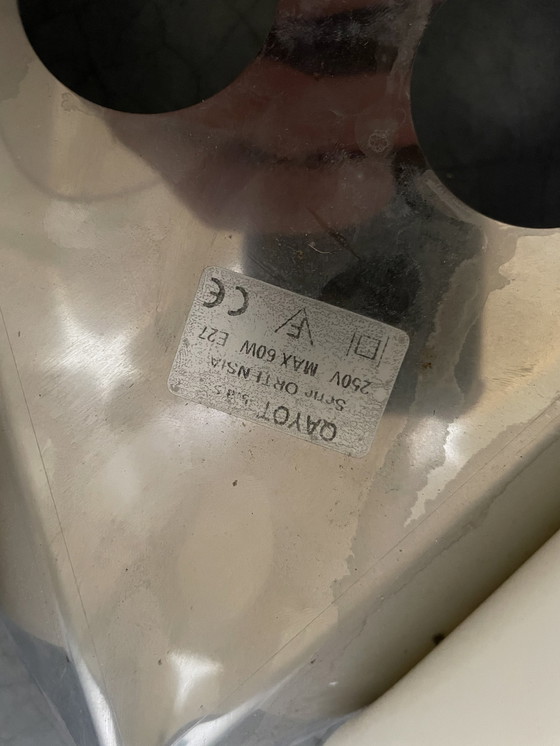 QAYOT s.a.s
Serie ORTENSIA
250V MAX 60W E27
F CE